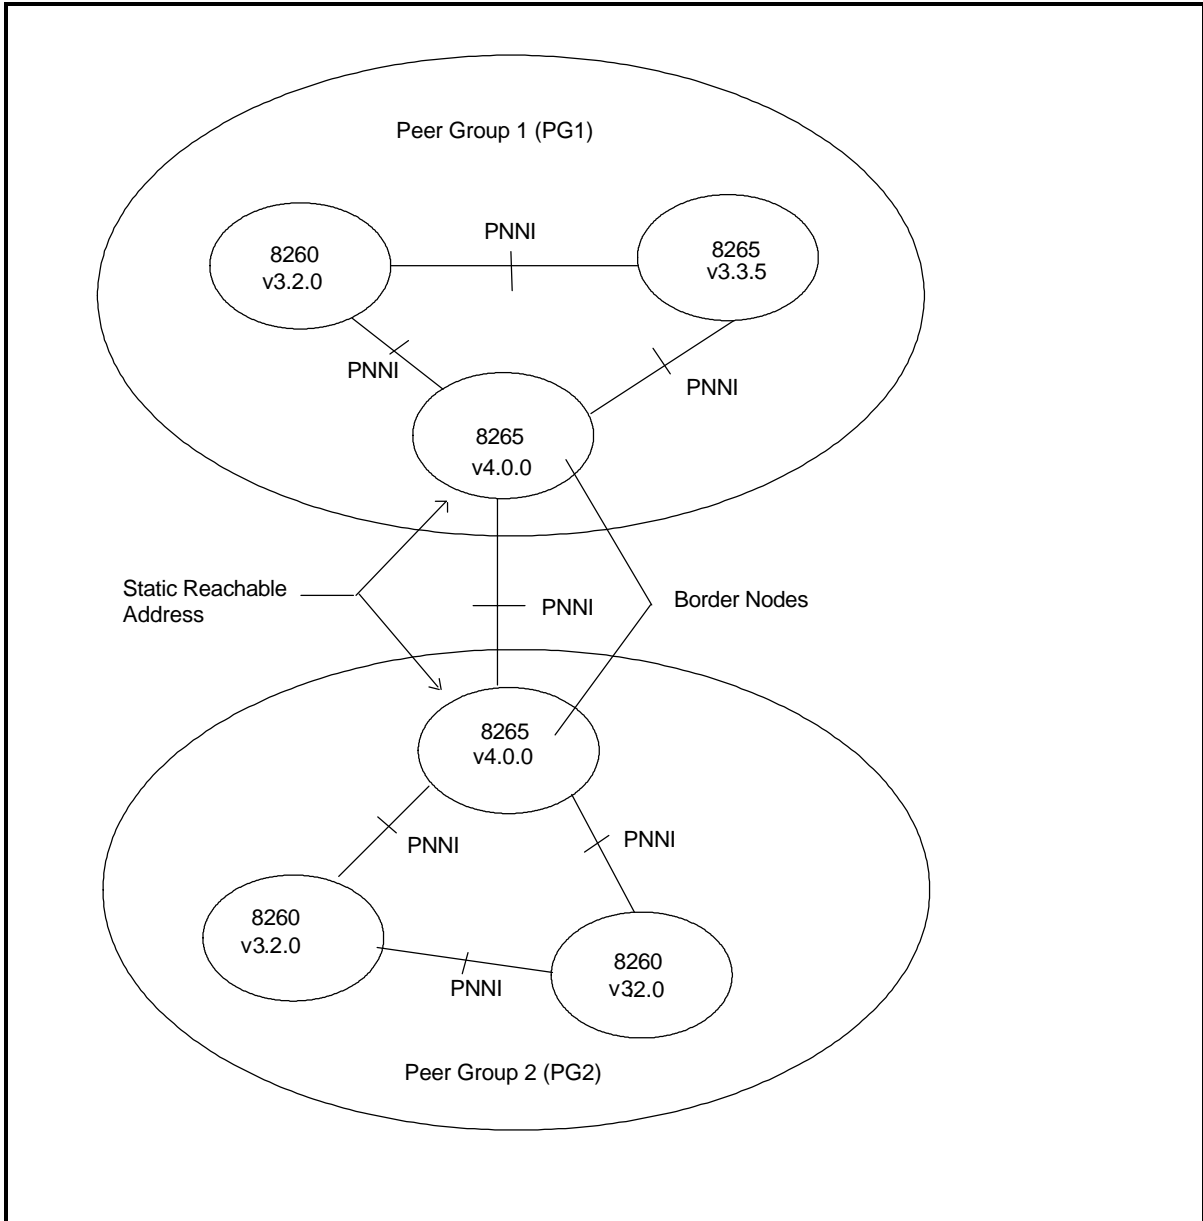 Peer Group 1 (PG1)
PNNI
8260
v3.2.0
8265
v3.3.5
PNNI
PNNI
8265
v4.0.0
Static Reachable
Address
PNNI
Border Nodes
8265
v4.0.0
PNNI
PNNI
8260
v3.2.0
8260
v3.2.0
PNNI
Peer Group 2 (PG2)